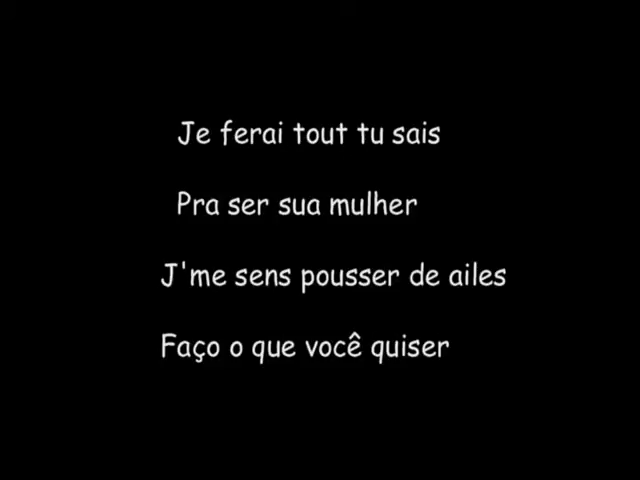 Je ferai tout tu sais
Pra ser sua mulher
J'me sens pousser de ailes
Faço o que você quiser